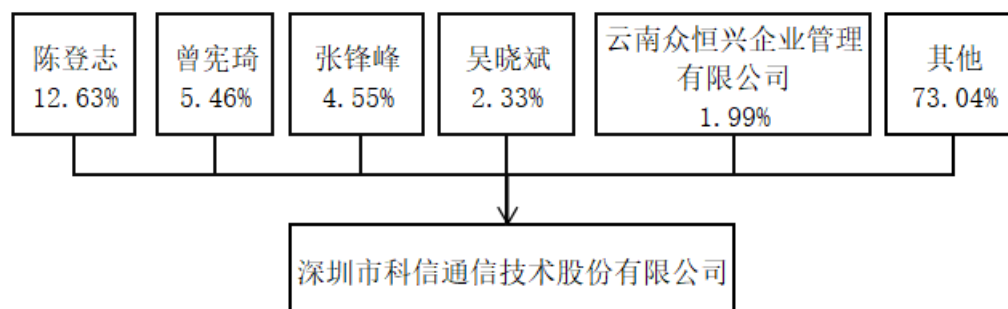 陈登志
12.63%
曾宪琦
5.46%
张锋峰
4.55%
吴晓斌
2.33%
云南众恒兴企业管理
有限公司
1.99%
其他
73.04%
深圳市科信通信技术股份有限公司